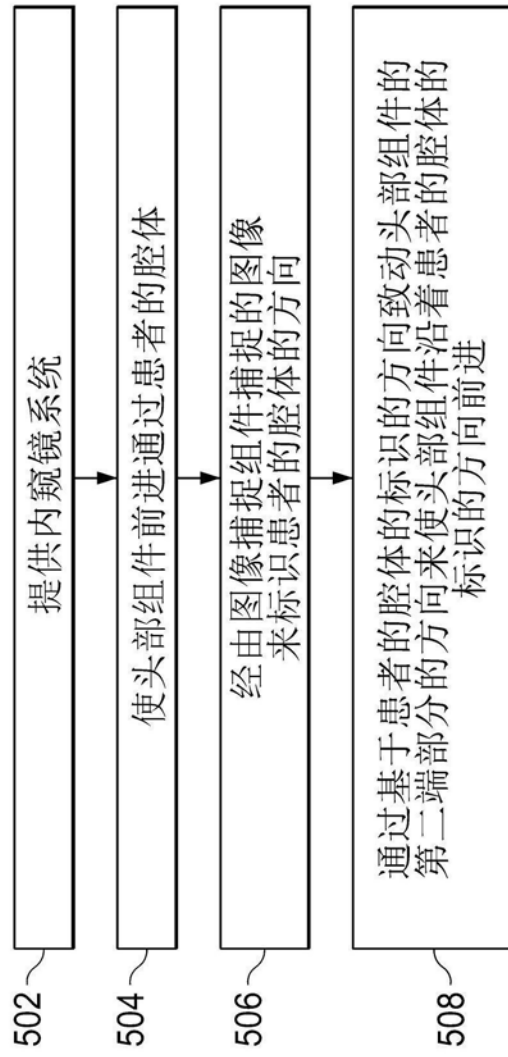 502
提供内窥镜系统
504
使头部组件前进通过患者的腔体
506
经由图像捕捉组件捕捉的图像
来标识患者的腔体的方向
508
通过基于患者的腔体的标识的方向致动头部组件的
第二端部分的方向来使头部组件沿着患者的腔体的
标识的方向前进